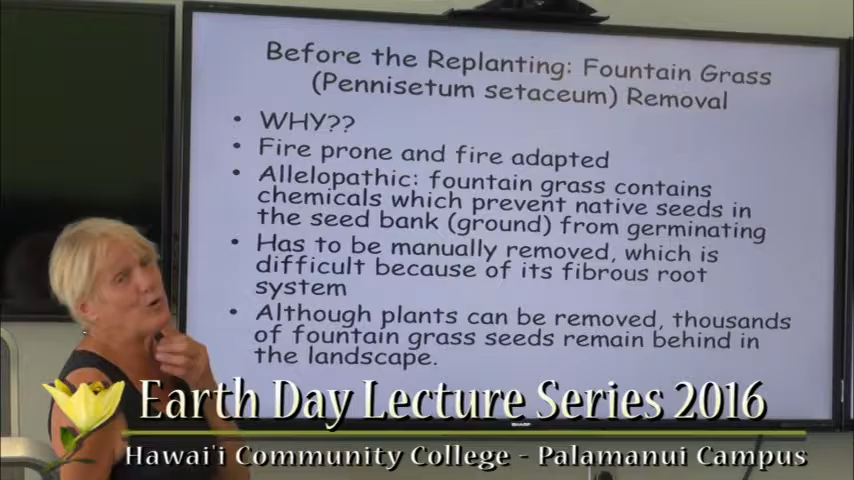 Before the Replanting: Fountain Grass
(Pennisetum setaceum) Removal
• WHY??
• Fire prone and fire adapted
• Allelopathic: fountain grass contains
chemicals which prevent native seeds in
the seed bank (ground) from germinating
• Has to be manually removed, which is
difficult because of its fibrous root
system
• Although plants can be removed, thousands
of fountain grass seeds remain behind in
the landscape.
SHARP
Earth Day Lecture Series 2016
Hawai'i Community College - Palamanui Campus